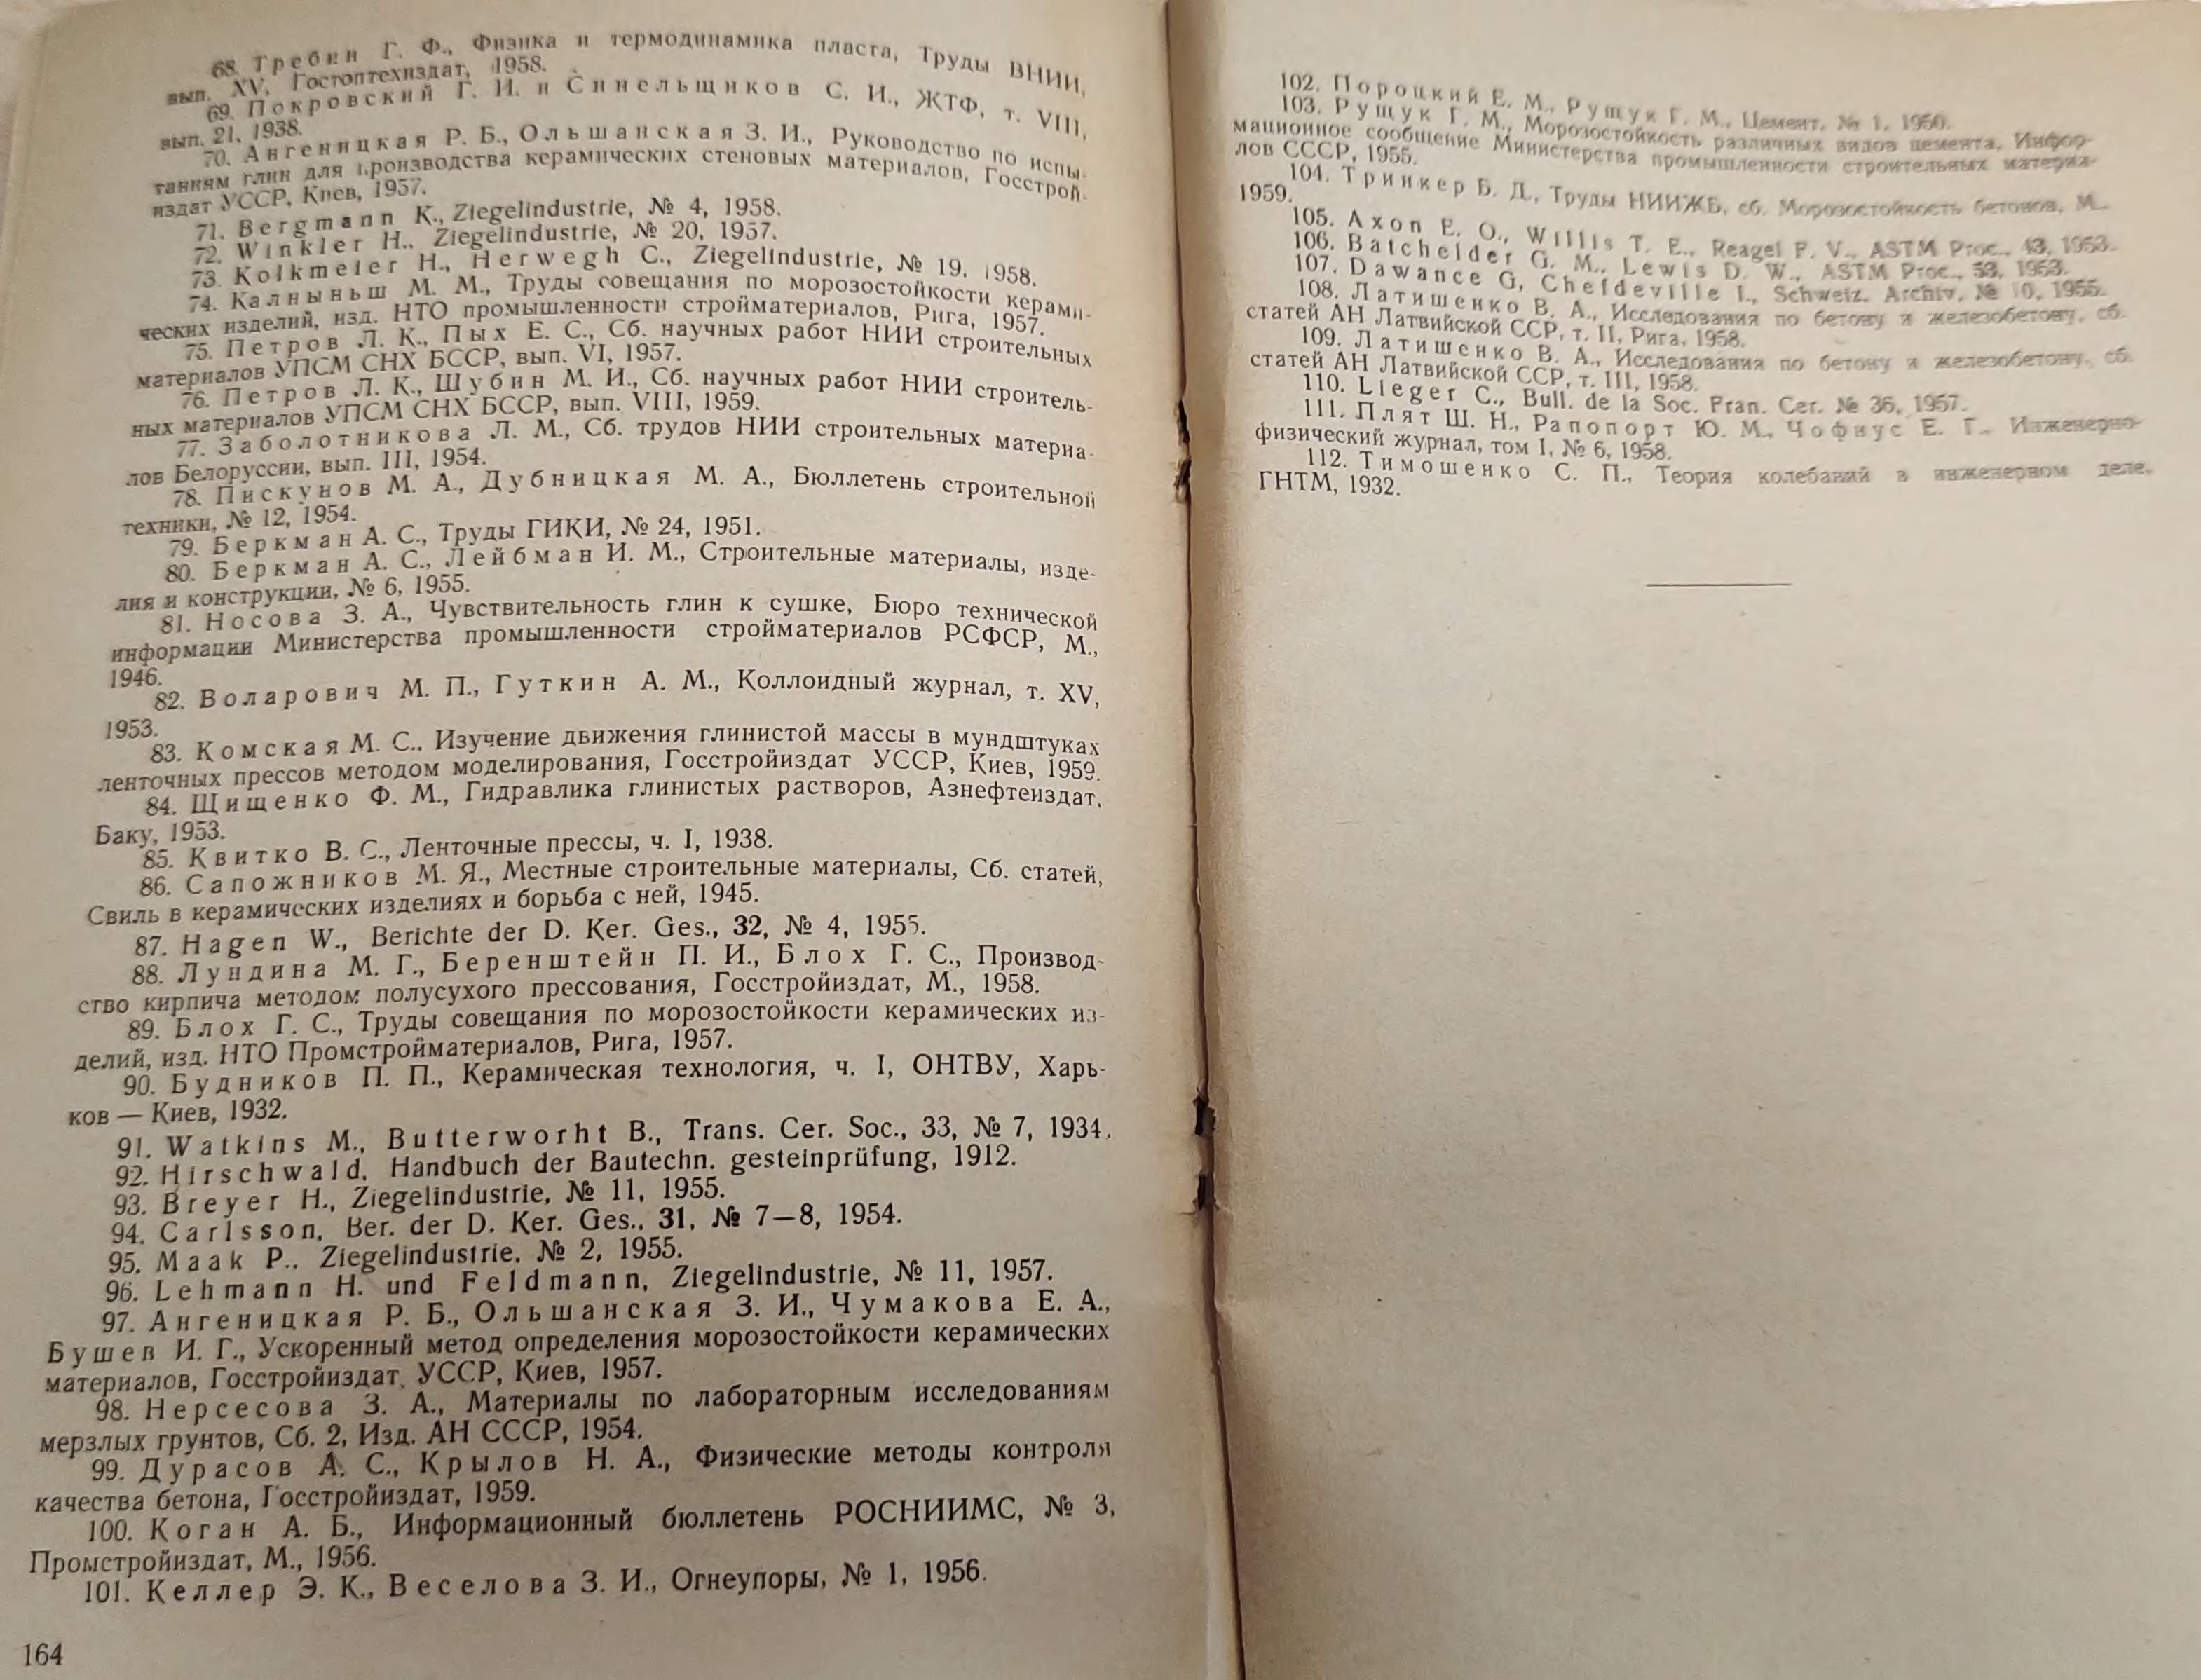 68. Требин Г. Ф., Физика и термодинамика пласта, Труды ВНИИ,
вып. XV, Гостоптехиздат, 1958.
69. Покровский Г. И. и Синельщиков С. И., ЖТФ, т. VIII,
вып. 21, 1938.
70. Ангеницкая Р. Б., Ольшанская З. И., Руководство по испы-
таниям глин для производства керамических стеновых материалов, Госстрой-
издат УССР, Киев, 1957.
71. Bergmann K., Ziegelindustrie, № 4, 1958.
72. Winkler H., Ziegelindustrie, № 20, 1957.
73. Kolkmeier H., Herwegh C., Ziegelindustrie, № 19, 1958.
74. Калныньш М. М., Труды совещания по морозостойкости керами-
ческих изделий, изд. НТО промышленности стройматериалов, Рига, 1957.
75. Петров Л. К., Пых Е. С., Сб. научных работ НИИ строительных
материалов УПСМ СНХ БССР, вып. VI, 1957.
76. Петров Л. К., Шубин М. И., Сб. научных работ НИИ строитель-
ных материалов УПСМ СНХ БССР, вып. VIII, 1959.
77. Заболотникова Л. М., Сб. трудов НИИ строительных материа-
лов Белоруссии, вып. III, 1954.
78. Пискунов М. А., Дубницкая М. А., Бюллетень строительной
техники, № 12, 1954.
79. Беркман А. С., Труды ГИКИ, № 24, 1951.
80. Беркман А. С., Лейбман И. М., Строительные материалы, изде-
лия и конструкции, № 6, 1955.
81. Носова З. А., Чувствительность глин к сушке, Бюро технической
информации Министерства промышленности стройматериалов РСФСР, М.,
1946.
82. Воларович М. П., Гуткин А. М., Коллоидный журнал, т. XV,
1953.
83. Комская М. С., Изучение движения глинистой массы в мундштуках
ленточных прессов методом моделирования, Госстройиздат УССР, Киев, 1959.
84. Щищенко Ф. М., Гидравлика глинистых растворов, Азнефтеиздат,
Баку, 1953.
85. Квитко В. С., Ленточные прессы, ч. I, 1938.
86. Сапожников М. Я., Местные строительные материалы, Сб. статей,
Свиль в керамических изделиях и борьба с ней, 1945.
87. Hagen W., Berichte der D. Ker. Ges., 32, № 4, 1955.
88. Лундина М. Г., Беренштейн П. И., Блох Г. С., Производ-
ство кирпича методом полусухого прессования, Госстройиздат, М., 1958.
89. Блох Г. С., Труды совещания по морозостойкости керамических из-
делий, изд. НТО Промстройматериалов, Рига, 1957.
90. Будников П. П., Керамическая технология, ч. I, ОНТВУ, Харь-
ков — Киев, 1932.
91. Watkins M., Butterworht B., Trans. Cer. Soc., 33, № 7, 1934.
92. Hirschwald, Handbuch der Bautechn. gesteinprüfung, 1912.
93. Breyer H., Ziegelindustrie, № 11, 1955.
94. Carlsson, Ber. der D. Ker. Ges., 31, № 7—8, 1954.
95. Maak P., Ziegelindustrie, № 2, 1955.
96. Lehmann H. und Feldmann, Ziegelindustrie, № 11, 1957.
97. Ангеницкая Р. Б., Ольшанская З. И., Чумакова Е. А.,
Бушев И. Г., Ускоренный метод определения морозостойкости керамических
материалов, Госстройиздат, УССР, Киев, 1957.
98. Нерсесова З. А., Материалы по лабораторным исследованиям
мерзлых грунтов, Сб. 2, Изд. АН СССР, 1954.
99. Дурасов А. С., Крылов Н. А., Физические методы контроля
качества бетона, Госстройиздат, 1959.
100. Коган А. Б., Информационный бюллетень РОСНИИМС, № 3,
Промстройиздат, М., 1956.
101. Келлер Э. К., Веселова З. И., Огнеупоры, № 1, 1956.
164
102. Пороцкий Е. М., Рущук Г. М., Цемент, № 1, 1950.
103. Рущук Г. М., Морозостойкость различных видов цемента, Инфор-
мационное сообщение Министерства промышленности строительных материа-
лов СССР, 1955.
104. Тринкер Б. Д., Труды НИИЖБ, сб. Морозостойкость бетонов, М.,
1959.
105. Axon E. O., Willis T. E., Reagel F. V., ASTM Proc., 43, 1953.
106. Batchelder G. M., Lewis D. W., ASTM Proc., 53, 1953.
107. Dawance G, Chefdeville I., Schweiz. Archiv, № 10, 1955.
108. Латишенко В. А., Исследования по бетону и железобетону, сб.
статей АН Латвийской ССР, т. II, Рига, 1958.
109. Латишенко В. А., Исследования по бетону и железобетону, сб.
статей АН Латвийской ССР, т. III, 1958.
110. Lieger C., Bull. de la Soc. Fran. Cer. № 36, 1957.
111. Плят Ш. Н., Рапопорт Ю. М., Чофнус Е. Г., Инженерно-
физический журнал, том I, № 6, 1958.
112. Тимошенко С. П., Теория колебаний в инженерном деле,
ГНТМ, 1932.